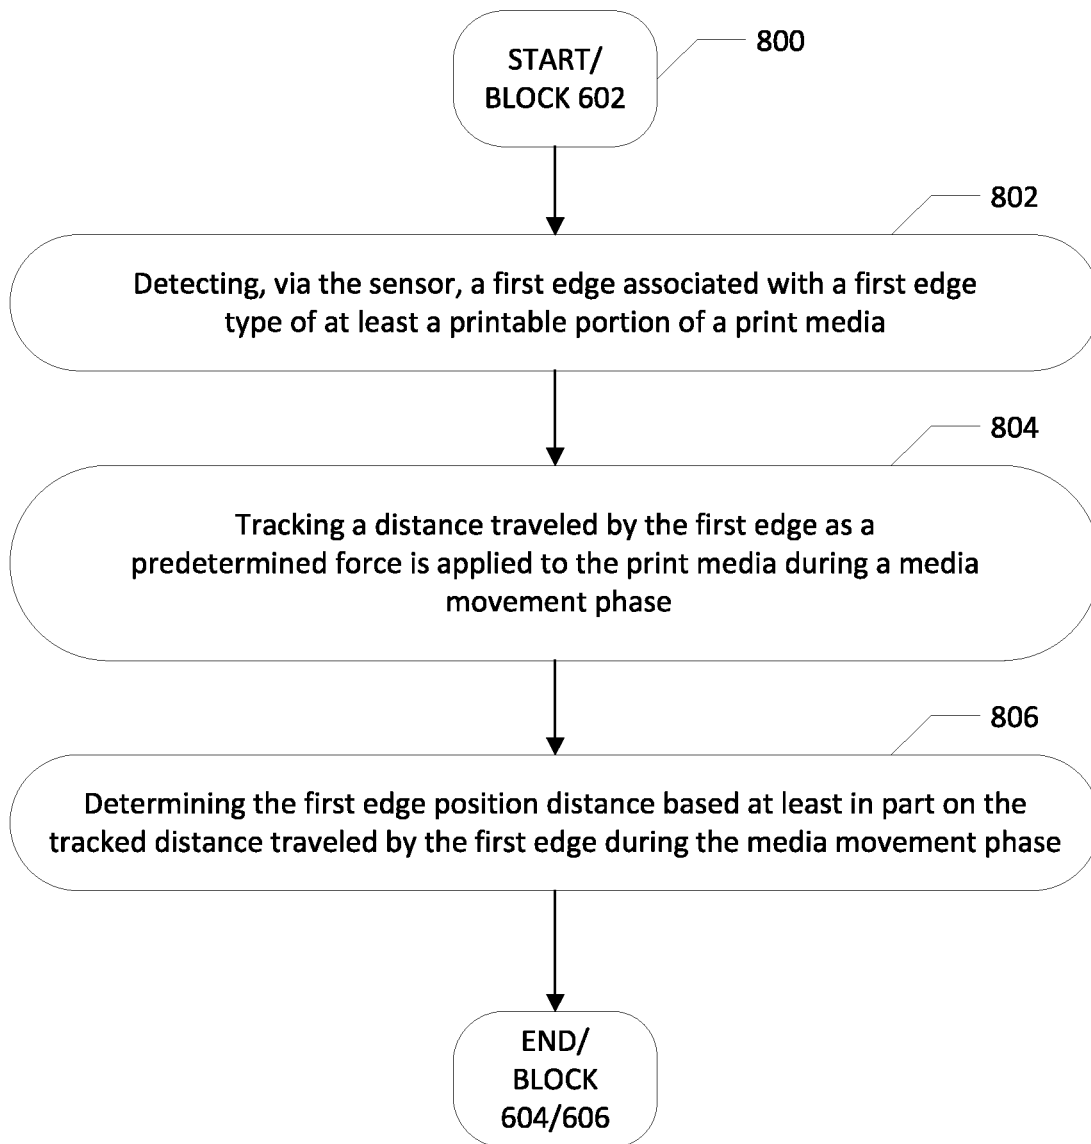 START/
BLOCK 602
800
802
Detecting, via the sensor, a first edge associated with a first edge
type of at least a printable portion of a print media
804
Tracking a distance traveled by the first edge as a
predetermined force is applied to the print media during a media
movement phase
806
Determining the first edge position distance based at least in part on the
tracked distance traveled by the first edge during the media movement phase
END/
BLOCK
604/606